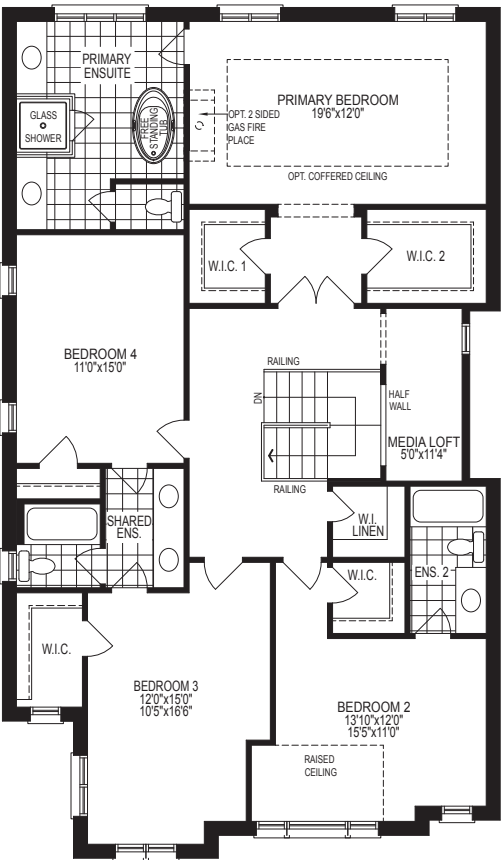 PRIMARY
ENSUITE
GLASS
SHOWER
FREE
STANDING
TUB
PRIMARY BEDROOM
19'6"x12'0"
OPT. 2 SIDED
GAS FIRE
PLACE
OPT. COFFERED CEILING
W.I.C. 1
W.I.C. 2
BEDROOM 4
11'0"x15'0"
RAILING
DN
HALF
WALL
MEDIA LOFT
5'0"x11'4"
RAILING
SHARED
ENS.
W.I.
LINEN
W.I.C.
ENS. 2
W.I.C.
BEDROOM 3
12'0"x15'0"
10'5"x16'6"
BEDROOM 2
13'10"x12'0"
15'5"x11'0"
RAISED
CEILING